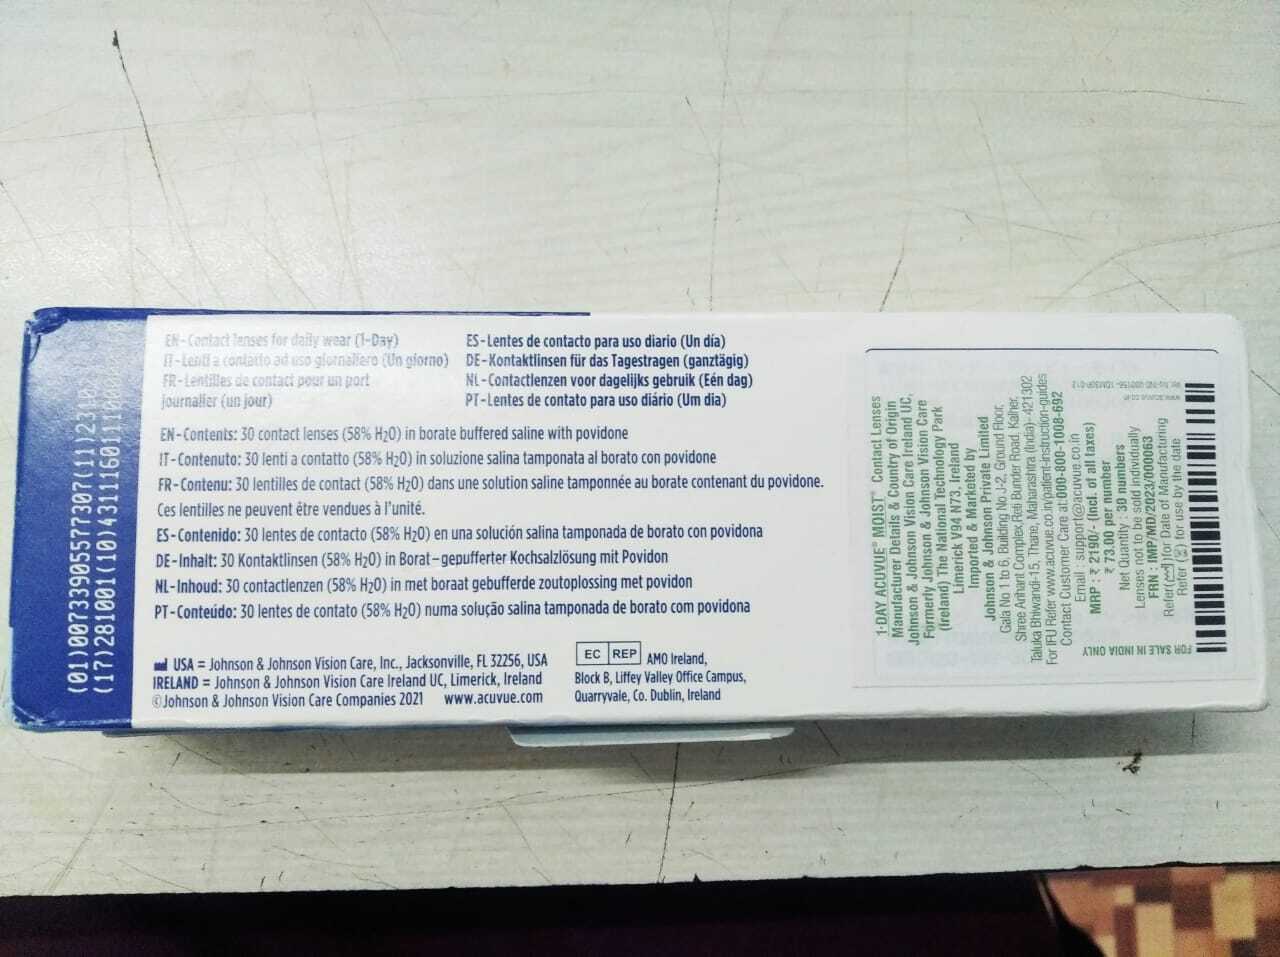 EN-Contact lenses for daily wear (1-Day)
IT-Lenti a contatto ad uso giornaliero (Un giorno)
FR-Lentilles de contact pour un port
journalier (un jour)
ES-Lentes de contacto para uso diario (Un día)
DE-Kontaktlinsen für das Tagestragen (ganztägig)
NL-Contactlenzen voor dagelijks gebruik (Eén dag)
PT-Lentes de contato para uso diário (Um dia)
EN-Contents: 30 contact lenses (58% H₂O) in borate buffered saline with povidone
IT-Contenuto: 30 lenti a contatto (58% H₂O) in soluzione salina tamponata al borato con povidone
FR-Contenu: 30 lentilles de contact (58% H₂O) dans une solution saline tamponnée au borate contenant du povidone.
Ces lentilles ne peuvent être vendues à l'unité.
ES-Contenido: 30 lentes de contacto (58% H₂O) en una solución salina tamponada de borato con povidona
DE-Inhalt: 30 Kontaktlinsen (58% H₂O) in Borat-gepufferter Kochsalzlösung mit Povidon
NL-Inhoud: 30 contactlenzen (58% H₂O) in met boraat gebufferde zoutoplossing met povidon
PT-Conteúdo: 30 lentes de contato (58% H₂O) numa solução salina tamponada de borato com povidona
USA = Johnson & Johnson Vision Care, Inc., Jacksonville, FL 32256, USA
IRELAND = Johnson & Johnson Vision Care Ireland UC, Limerick, Ireland
©Johnson & Johnson Vision Care Companies 2021 www.acuvue.com
EC REP AMO Ireland,
Block B, Liffey Valley Office Campus,
Quarryvale, Co. Dublin, Ireland
(17)281001(10)4311160111
1·DAY ACUVUE® MOIST™ Contact Lenses
Manufacturer Details & Country of Origin
Johnson & Johnson Vision Care Ireland UC,
Formerly Johnson & Johnson Vision Care
(Ireland) The National Technology Park
Limerick V94 N773, Ireland
Imported & Marketed by
Johnson & Johnson Private Limited
Gala No 1 to 6, Building No J-2, Ground Floor,
Shree Arihant Complex, Reti Bunder Road, Kalher,
Taluka Bhiwandi-15, Thane, Maharashtra (India) - 421302
For IFU Refer www.acuvue.co.in/patient-instruction-guides
Contact Customer Care at :000-800-1008-692
Email : support@acuvue.co.in
MRP : ₹ 2190/- (incl. of all taxes)
₹ 73.00 per number
Net Quantity : 30 numbers
Lenses not to be sold individually
FRN : IMP/MD/2023/000063
Refer for Date of Manufacturing
Refer for use by the date
FOR SALE IN INDIA ONLY
www.acuvue.co.in